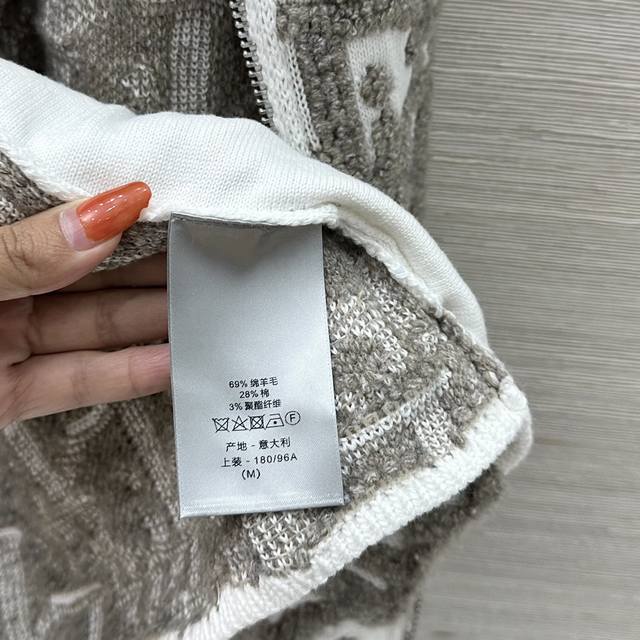 69% 绵羊毛
28% 棉
3% 聚酯纤维
F
产地 - 意大利
上装 - 180/96A
(M)